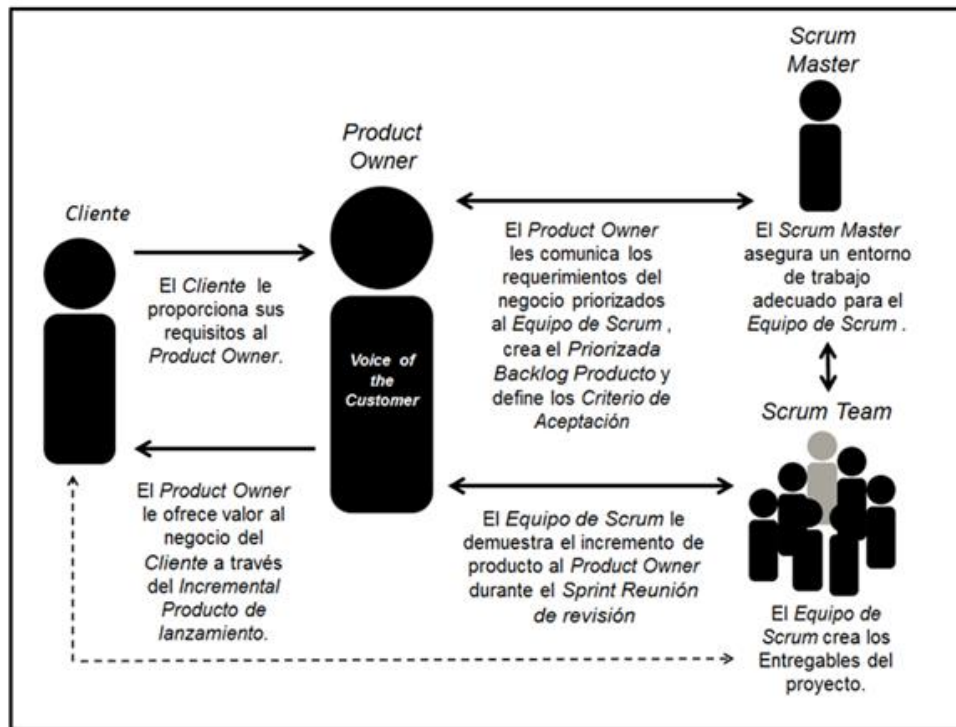 Scrum
Master
Product
Owner
Cliente
El Cliente le
proporciona sus
requisitos al
Product Owner.
El Product Owner
les comunica los
requerimientos del
negocio priorizados
al Equipo de Scrum ,
crea el Priorizada
Backlog Producto y
define los Criterio de
Aceptación
El Scrum Master
asegura un entorno
de trabajo
adecuado para el
Equipo de Scrum .
Voice of
the
Customer
Scrum Team
El Product Owner
le ofrece valor al
negocio del
Cliente a través
del Incremental
Producto de
lanzamiento.
El Equipo de Scrum le
demuestra el incremento de
producto al Product Owner
durante el Sprint Reunión
de revisión
El Equipo de
Scrum crea los
Entregables del
proyecto.